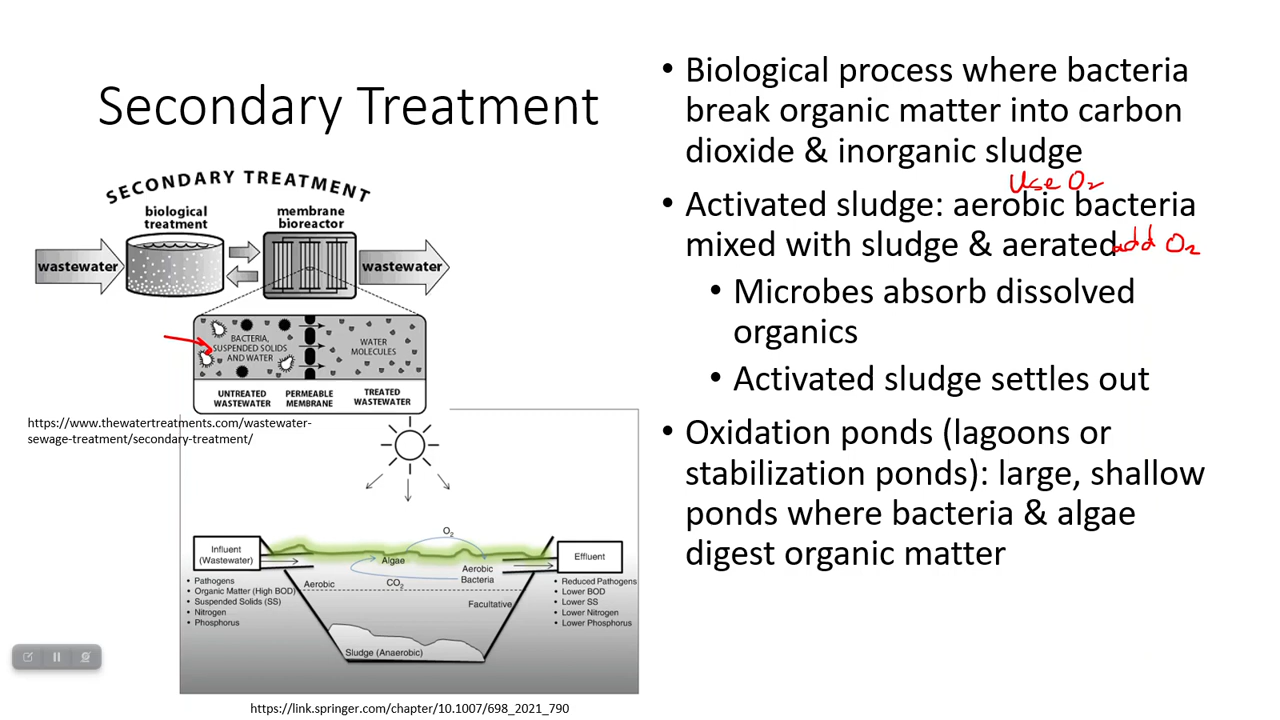 Secondary Treatment
SECONDARY TREATMENT
biological
treatment
membrane
bioreactor
wastewater
wastewater
BACTERIA,
SUSPENDED SOLIDS
AND WATER
WATER
MOLECULES
UNTREATED
WASTEWATER
PERMEABLE
MEMBRANE
TREATED
WASTEWATER
https://www.thewatertreatments.com/wastewater-
sewage-treatment/secondary-treatment/
O2
Influent
(Wastewater)
Algae
Effluent
Aerobic
Bacteria
CO2
Aerobic
Facultative
• Pathogens
• Organic Matter (High BOD)
• Suspended Solids (SS)
• Nitrogen
• Phosphorus
• Reduced Pathogens
• Lower BOD
• Lower SS
• Lower Nitrogen
• Lower Phosphorus
Sludge (Anaerobic)
https://link.springer.com/chapter/10.1007/698_2021_790
• Biological process where bacteria
break organic matter into carbon
dioxide & inorganic sludge
Use O2
• Activated sludge: aerobic bacteria
mixed with sludge & aerated add O2
• Microbes absorb dissolved
organics
• Activated sludge settles out
• Oxidation ponds (lagoons or
stabilization ponds): large, shallow
ponds where bacteria & algae
digest organic matter